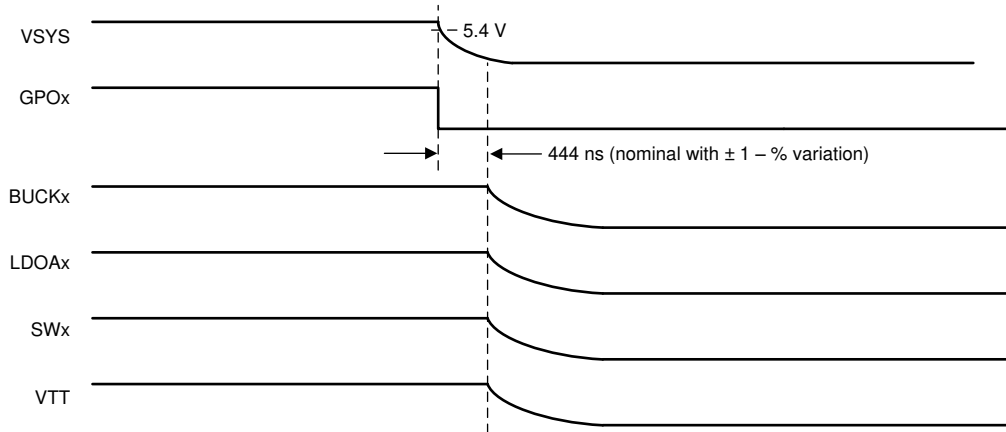 VSYS
5.4 V
GPOx
444 ns (nominal with ± 1 – % variation)
BUCKx
LDOAx
SWx
VTT